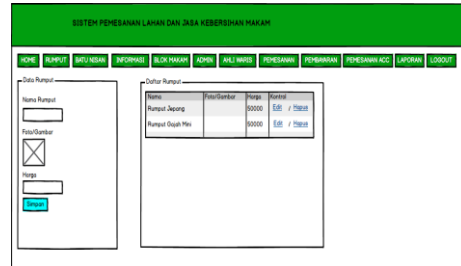 SISTEM PEMESANAN LAHAN DAN JASA KEBERSIHAN MAKAM
HOME RUMPUT BATU NISAN INFORMASI BLOK MAKAM ADMIN AHLI WARIS PEMESANAN PEMBAYARAN PEMESANAN ACC LAPORAN LOGOUT
Data Rumput
Nama Rumput
Foto/Gambar
Harga
Simpan
Daftar Rumput
Nama Foto/Gambar Harga Kontrol
Rumput Jepang 50000 Edit / Hapus
Rumput Gajah Mini 50000 Edit / Hapus